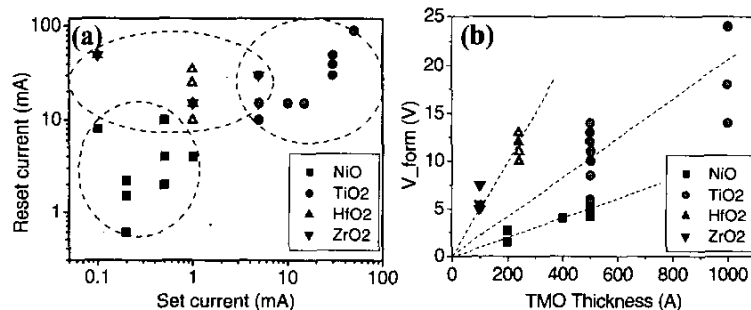 (a)
Reset current (mA)
100
10
1
NiO
TiO2
HfO2
ZrO2
0.1 1 10 100
Set current (mA)
(b)
V_form (V)
25
20
15
10
5
0
NiO
TiO2
HfO2
ZrO2
0 200 400 600 800 1000
TMO Thickness (A)